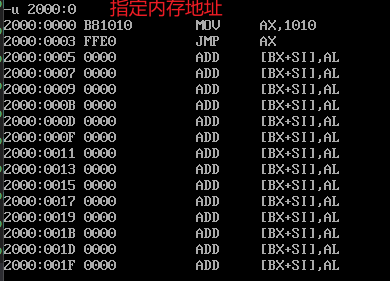 -u 2000:0 指定内存地址
2000:0000 B81010 MOV AX,1010
2000:0003 FFE0 JMP AX
2000:0005 0000 ADD [BX+SI],AL
2000:0007 0000 ADD [BX+SI],AL
2000:0009 0000 ADD [BX+SI],AL
2000:000B 0000 ADD [BX+SI],AL
2000:000D 0000 ADD [BX+SI],AL
2000:000F 0000 ADD [BX+SI],AL
2000:0011 0000 ADD [BX+SI],AL
2000:0013 0000 ADD [BX+SI],AL
2000:0015 0000 ADD [BX+SI],AL
2000:0017 0000 ADD [BX+SI],AL
2000:0019 0000 ADD [BX+SI],AL
2000:001B 0000 ADD [BX+SI],AL
2000:001D 0000 ADD [BX+SI],AL
2000:001F 0000 ADD [BX+SI],AL